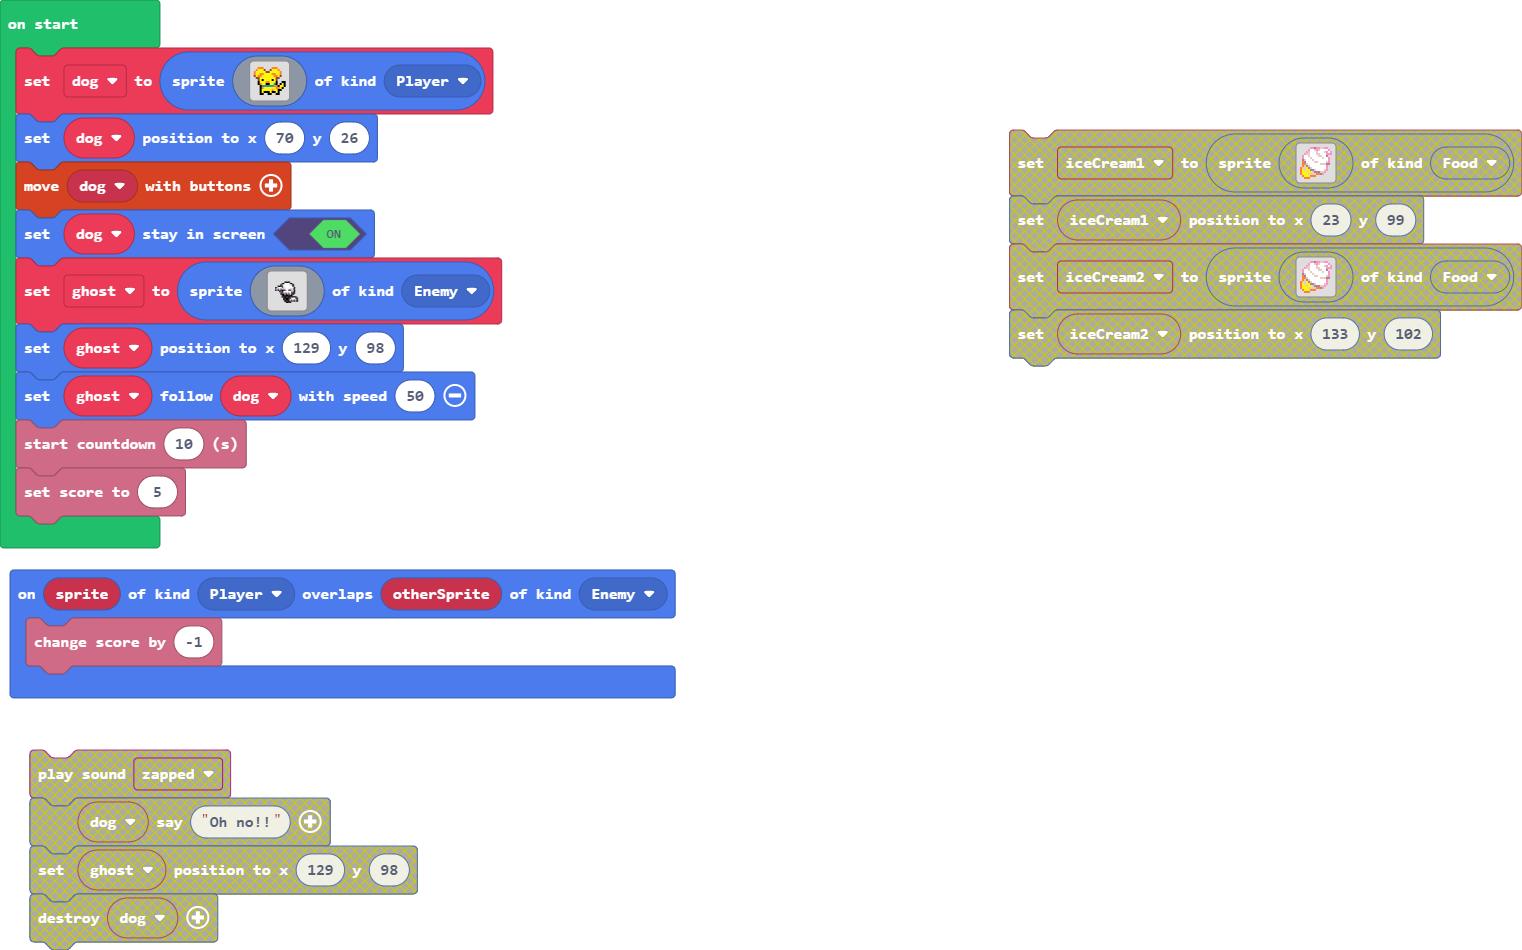 on start
set dog to sprite of kind Player
set dog position to x 70 y 26
move dog with buttons
set dog stay in screen ON
set ghost to sprite of kind Enemy
set ghost position to x 129 y 98
set ghost follow dog with speed 50
start countdown 10 (s)
set score to 5
on sprite of kind Player overlaps otherSprite of kind Enemy
change score by -1
play sound zapped
dog say "Oh no!!"
set ghost position to x 129 y 98
destroy dog
set iceCream1 to sprite of kind Food
set iceCream1 position to x 23 y 99
set iceCream2 to sprite of kind Food
set iceCream2 position to x 133 y 102